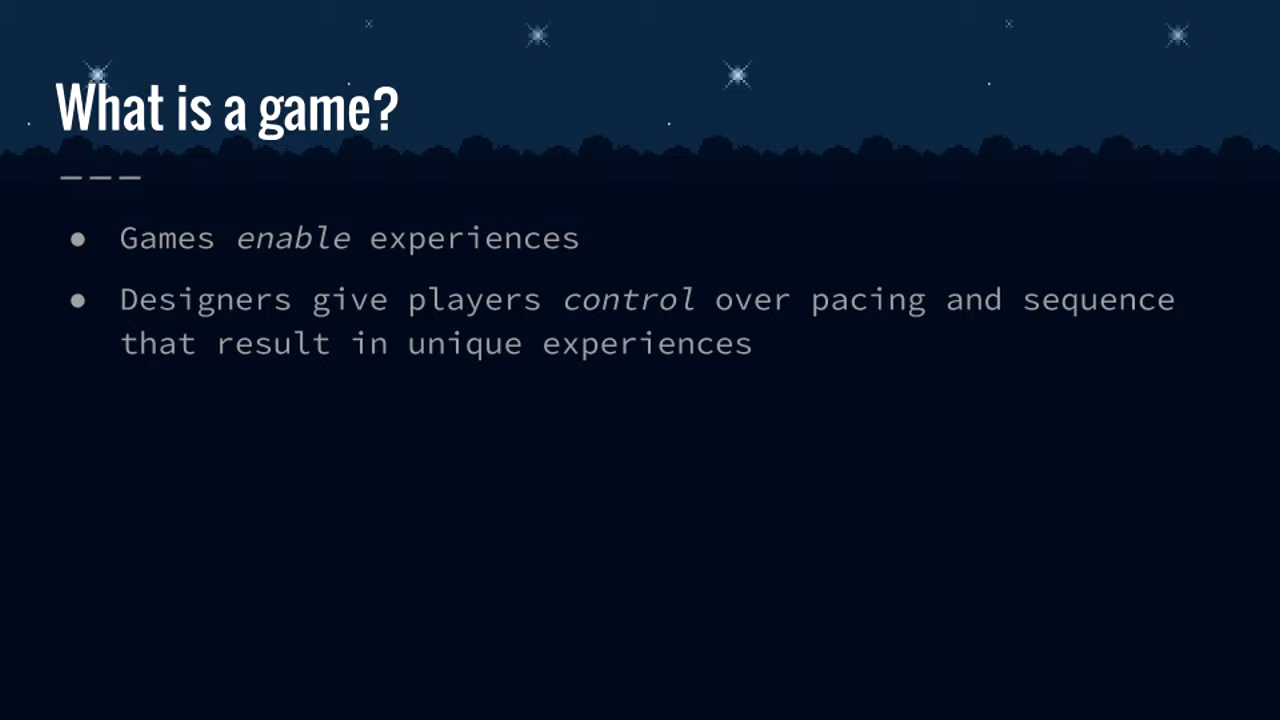 What is a game?
● Games enable experiences
● Designers give players control over pacing and sequence
that result in unique experiences